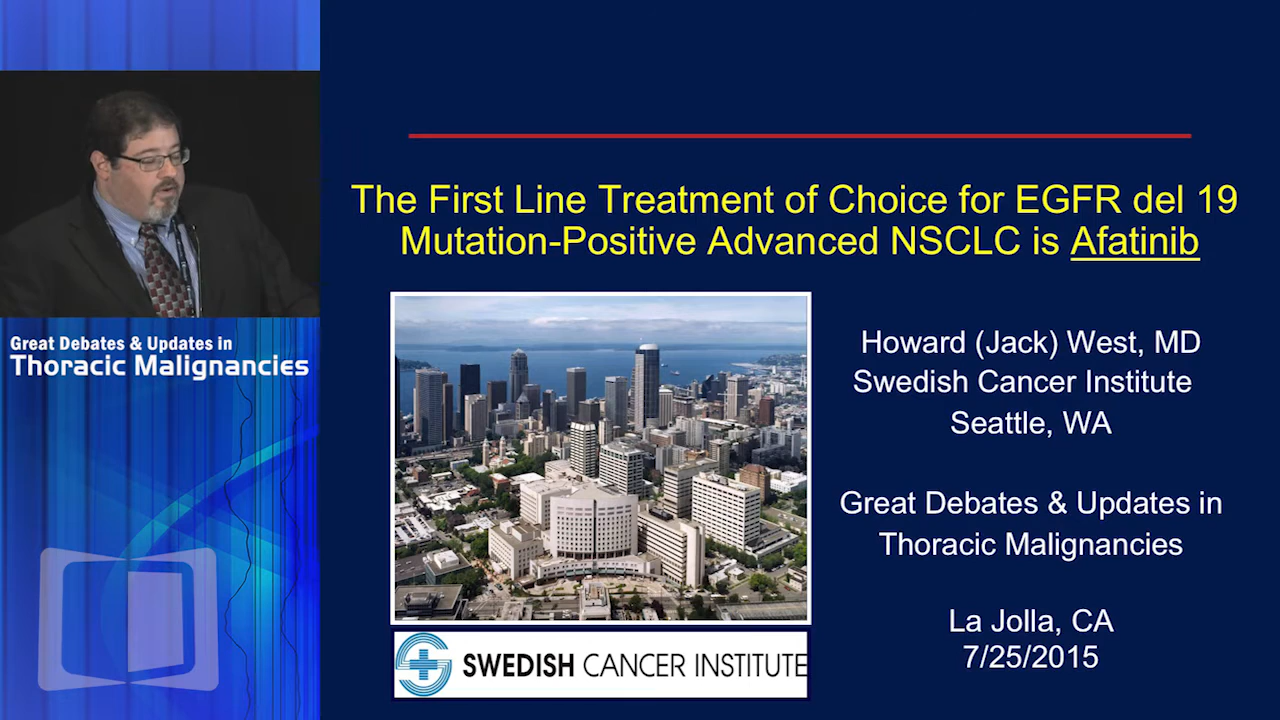 Great Debates & Updates in
Thoracic Malignancies
The First Line Treatment of Choice for EGFR del 19
Mutation-Positive Advanced NSCLC is Afatinib
Howard (Jack) West, MD
Swedish Cancer Institute
Seattle, WA
Great Debates & Updates in
Thoracic Malignancies
La Jolla, CA
7/25/2015
SWEDISH CANCER INSTITUTE